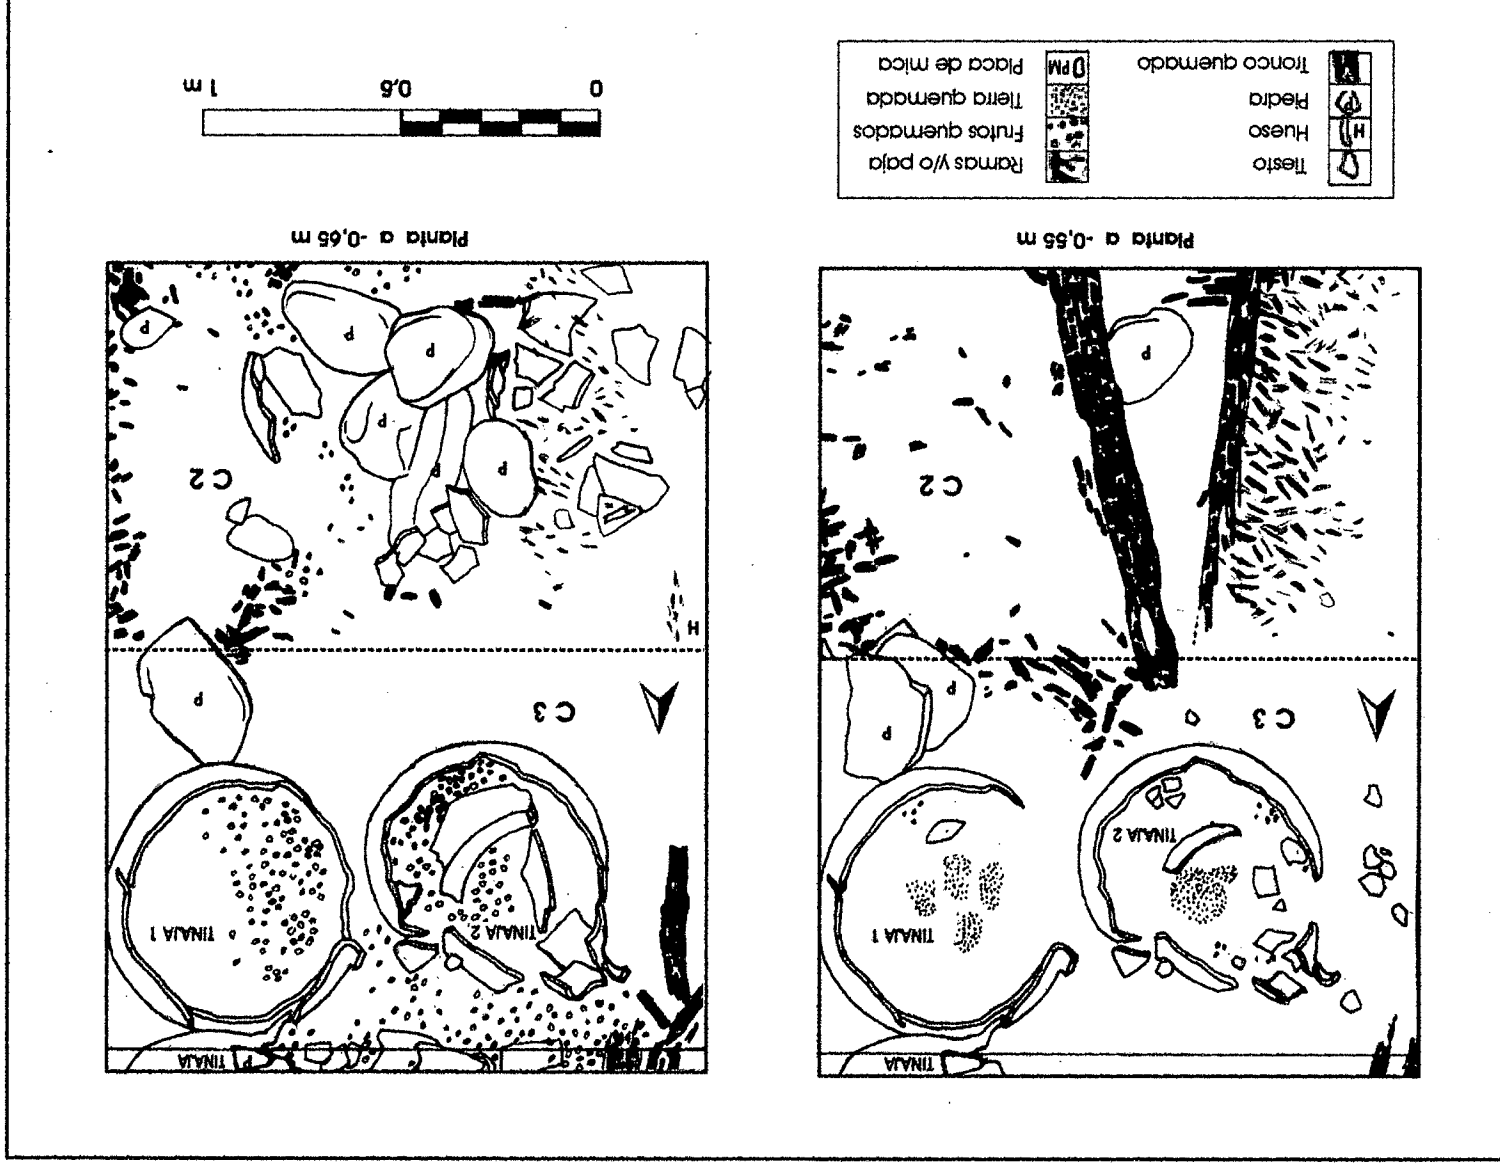 TINAJA
TINAJA 1
TINAJA 2
C 3
P
P
C 2
P
Planta a -0,55 m
P TINAJA
TINAJA 2
TINAJA 1
C 3
P
H
C 2
P
P
P
P
P
P
Planta a -0,65 m
Tiesto
H Hueso
P Piedra
Tronco quemado
Ramas y/o paja
Frutos quemados
Tierra quemada
PM Placa de mica
0 0,5 1 m